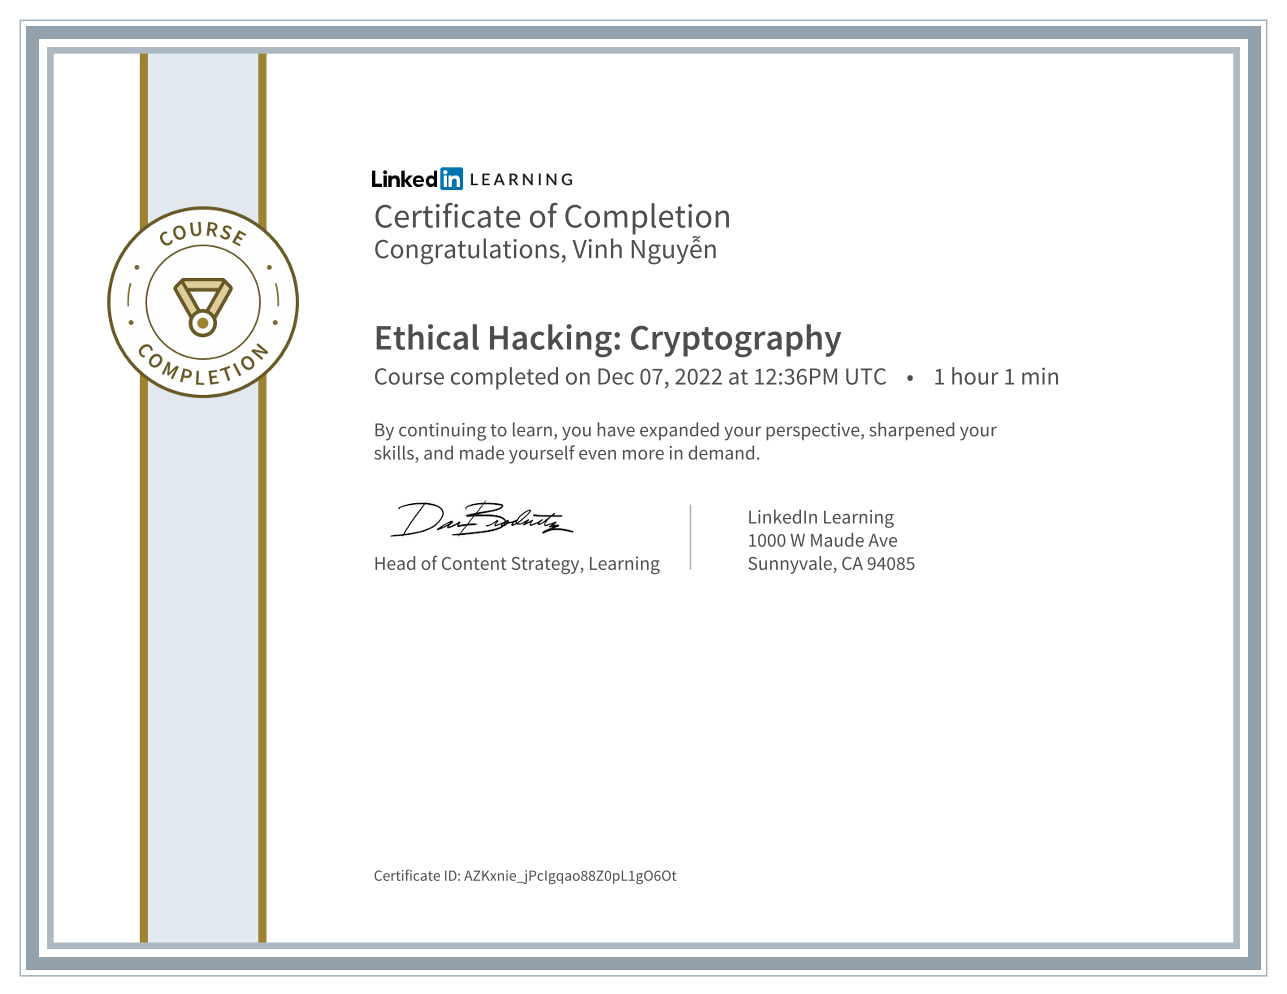 LinkedIn LEARNING
Certificate of Completion
Congratulations, Vinh Nguyễn
COURSE
COMPLETION
Ethical Hacking: Cryptography
Course completed on Dec 07, 2022 at 12:36PM UTC • 1 hour 1 min
By continuing to learn, you have expanded your perspective, sharpened your
skills, and made yourself even more in demand.
Head of Content Strategy, Learning
LinkedIn Learning
1000 W Maude Ave
Sunnyvale, CA 94085
Certificate ID: AZKxnie_jPcIgqao88Z0pL1gO6Ot